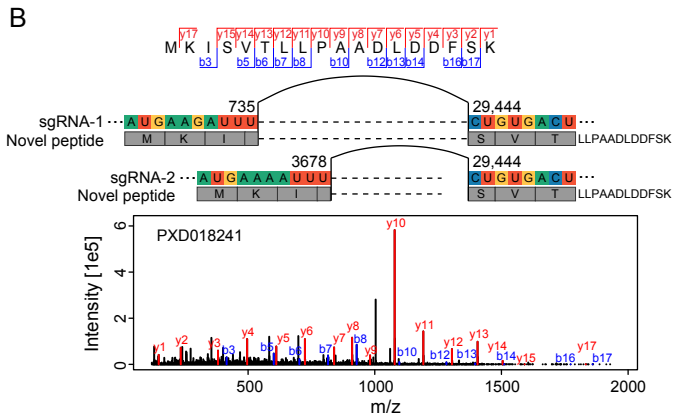 B
y17 y15 y14 y13 y12 y11 y10 y9 y8 y7 y6 y5 y4 y3 y2 y1
M K I S V T L L P A A D L D D F S K
b3 b5 b6 b7 b8 b10 b12 b13 b14 b16 b17
735 29,444
sgRNA-1 ··· A U G A A G A U U U C U G U G A C U ···
Novel peptide M K I S V T LLPAADLDDFSK
3678 29,444
sgRNA-2 ··· A U G A A A A U U U C U G U G A C U ···
Novel peptide M K I S V T LLPAADLDDFSK
PXD018241
Intensity [1e5]
6
4
2
0
y1 y2 y3 b3 y4 b5 y5 b6 y6 b7 y7 y8 b8 y9 y10 b10 y11 b12 y12 b13 y13 y14 b14 y15 b16 y17 b17
500 1000 1500 2000
m/z